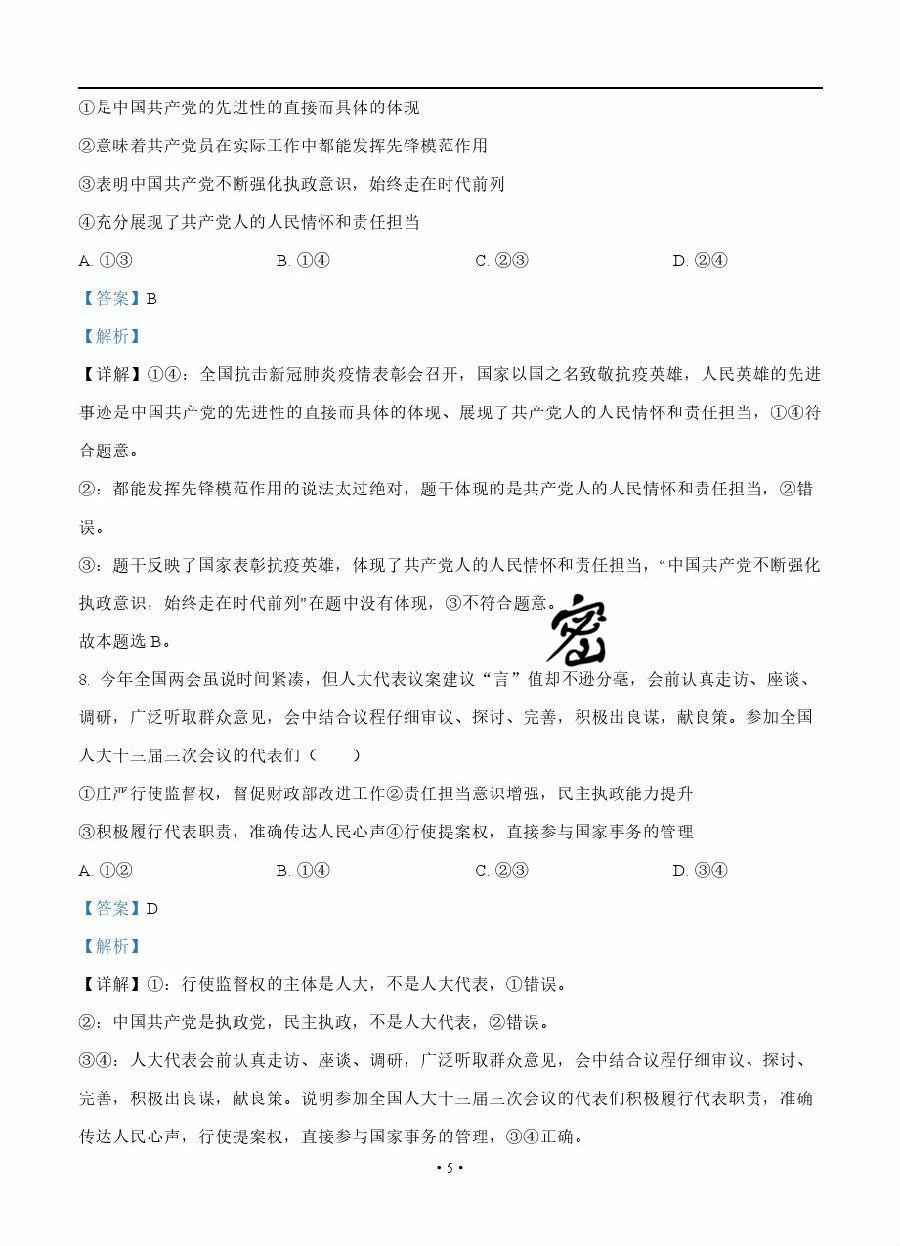 ①是中国共产党的先进性的直接而具体的体现
②意味着共产党员在实际工作中都能发挥先锋模范作用
③表明中国共产党不断强化执政意识，始终走在时代前列
④充分展现了共产党人的人民情怀和责任担当
A. ①③ B. ①④ C. ②③ D. ②④
【答案】B
【解析】
【详解】①④：全国抗击新冠肺炎疫情表彰会召开，国家以国之名致敬抗疫英雄，人民英雄的先进
事迹是中国共产党的先进性的直接而具体的体现、展现了共产党人的人民情怀和责任担当，①④符
合题意。
②：都能发挥先锋模范作用的说法太过绝对，题干体现的是共产党人的人民情怀和责任担当，②错
误。
③：题干反映了国家表彰抗疫英雄，体现了共产党人的人民情怀和责任担当，“中国共产党不断强化
执政意识，始终走在时代前列”在题中没有体现，③不符合题意。
密
故本题选 B。
8. 今年全国两会虽说时间紧凑，但人大代表议案建议“言”值却不逊分毫，会前认真走访、座谈、
调研，广泛听取群众意见，会中结合议程仔细审议、探讨、完善，积极出良谋，献良策。参加全国
人大十三届三次会议的代表们（　　）
①庄严行使监督权，督促财政部改进工作②责任担当意识增强，民主执政能力提升
③积极履行代表职责，准确传达人民心声④行使提案权，直接参与国家事务的管理
A. ①② B. ①④ C. ②③ D. ③④
【答案】D
【解析】
【详解】①：行使监督权的主体是人大，不是人大代表，①错误。
②：中国共产党是执政党，民主执政，不是人大代表，②错误。
③④：人大代表会前认真走访、座谈、调研，广泛听取群众意见，会中结合议程仔细审议、探讨、
完善，积极出良谋，献良策。说明参加全国人大十三届三次会议的代表们积极履行代表职责，准确
传达人民心声，行使提案权，直接参与国家事务的管理，③④正确。
• 5 •